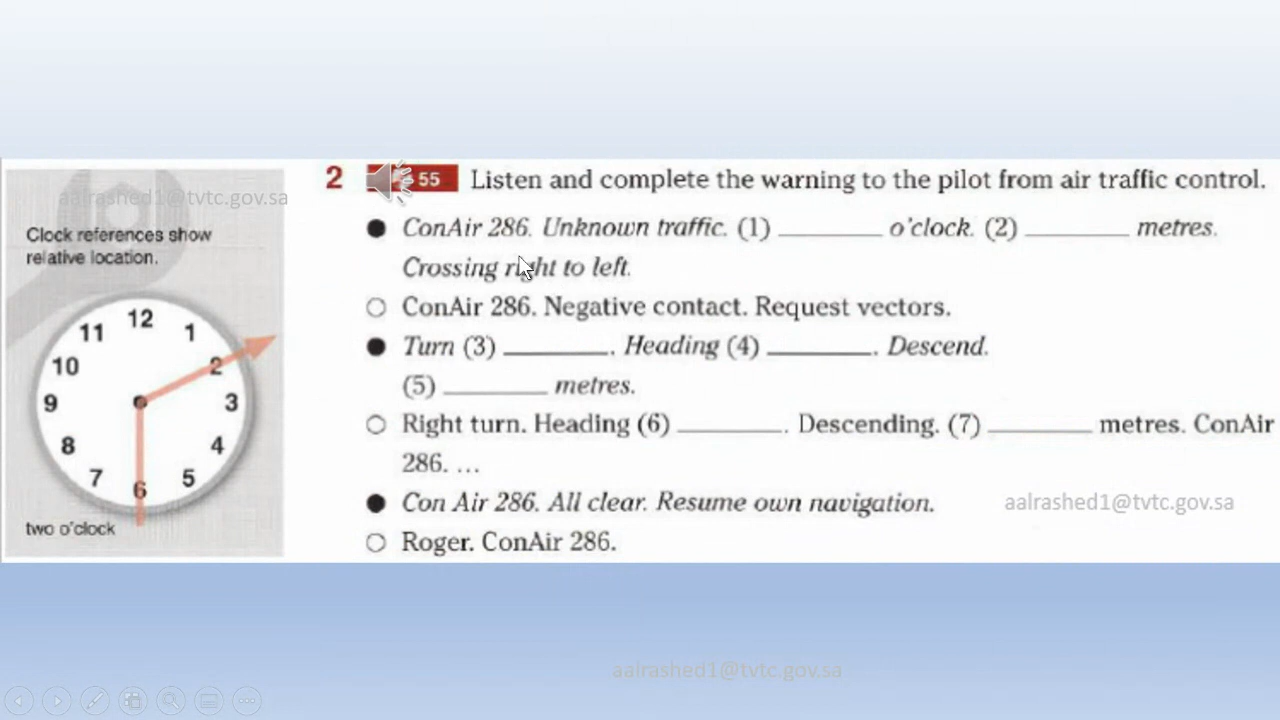 aalrashed1@tvtc.gov.sa
Clock references show
relative location.
12
11
1
10
2
9
3
8
4
7
5
6
two o'clock
2 55 Listen and complete the warning to the pilot from air traffic control.
● ConAir 286. Unknown traffic. (1) ________ o'clock. (2) ________ metres.
Crossing right to left.
○ ConAir 286. Negative contact. Request vectors.
● Turn (3) ________. Heading (4) ________. Descend.
(5) ________ metres.
○ Right turn. Heading (6) ________. Descending. (7) ________ metres. ConAir
286. ...
● Con Air 286. All clear. Resume own navigation.
aalrashed1@tvtc.gov.sa
○ Roger. ConAir 286.
aalrashed1@tvtc.gov.sa